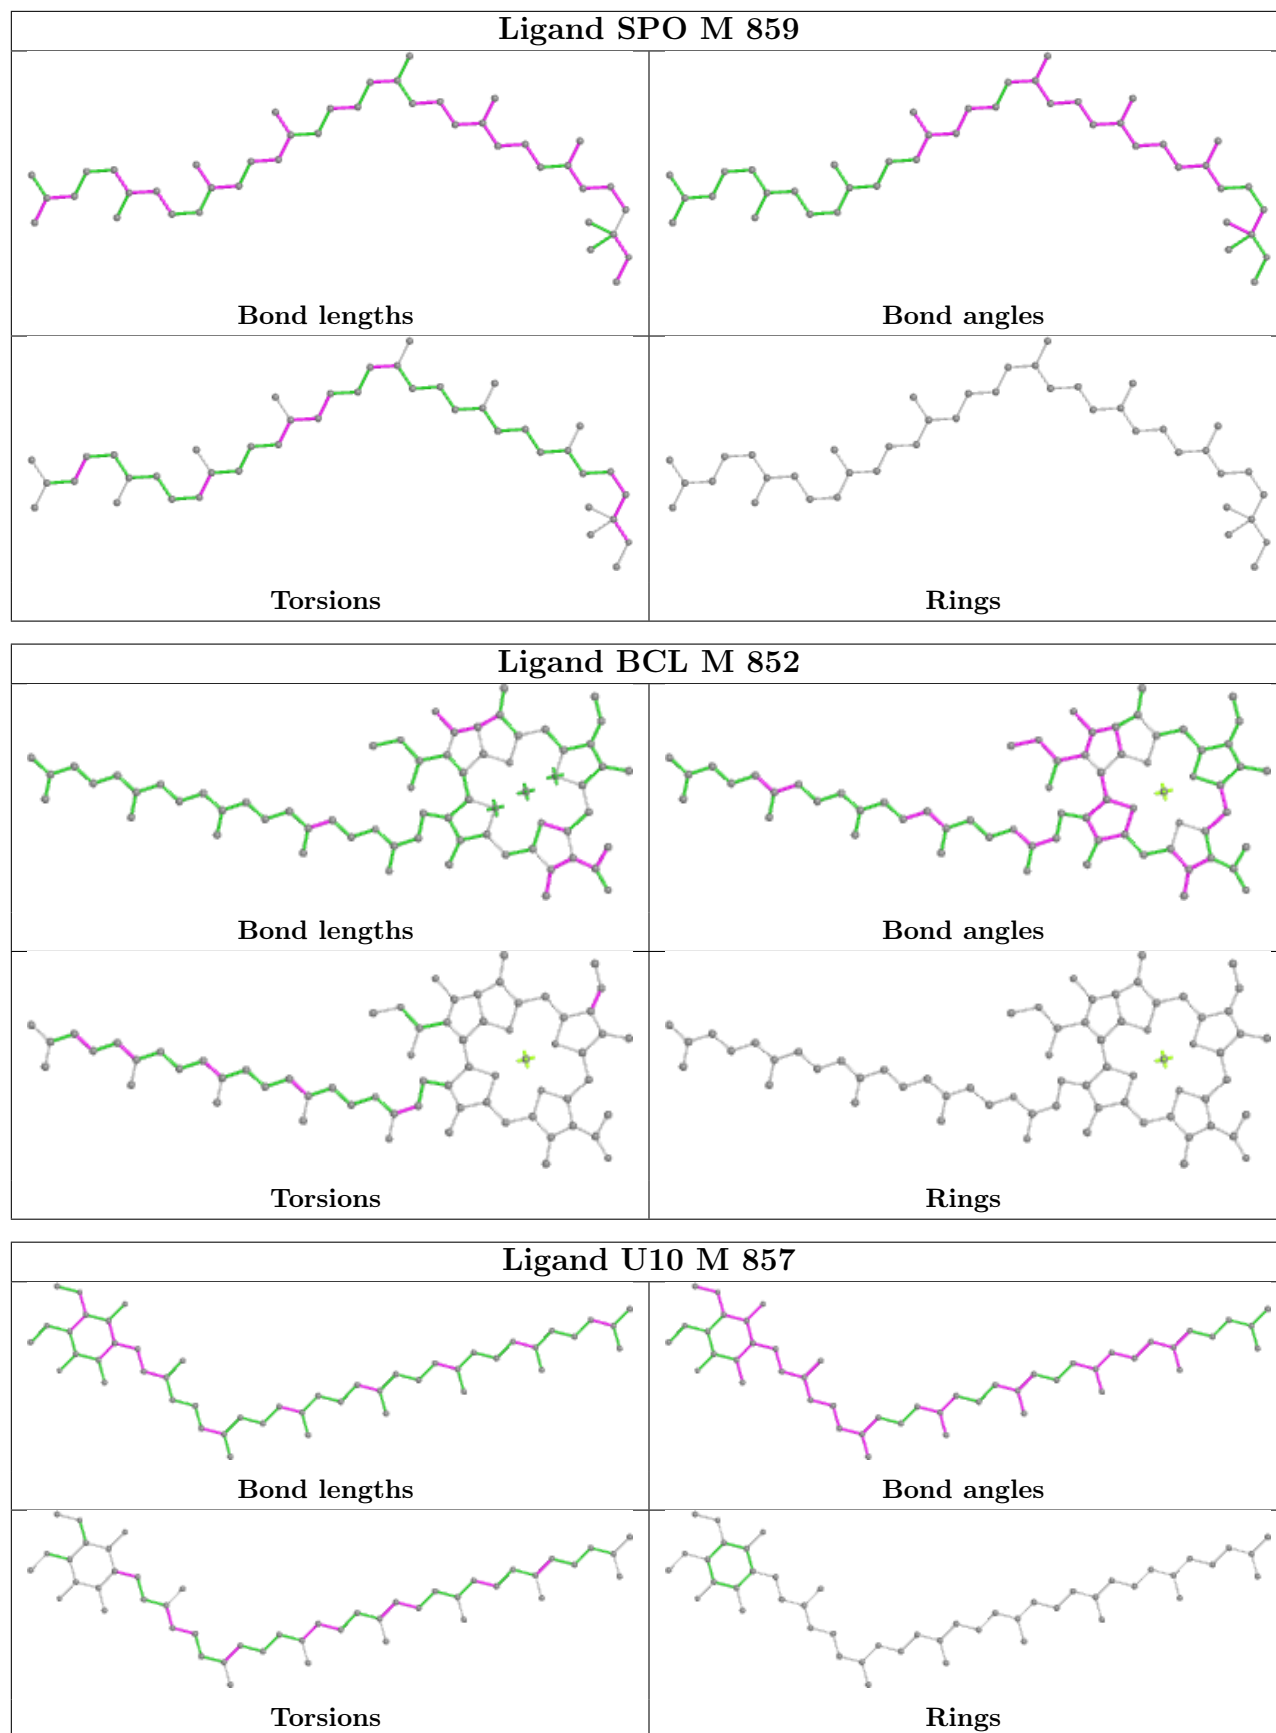 Ligand SPO M 859
Bond lengths
Bond angles
Torsions
Rings
Ligand BCL M 852
Bond lengths
Bond angles
Torsions
Rings
Ligand U10 M 857
Bond lengths
Bond angles
Torsions
Rings